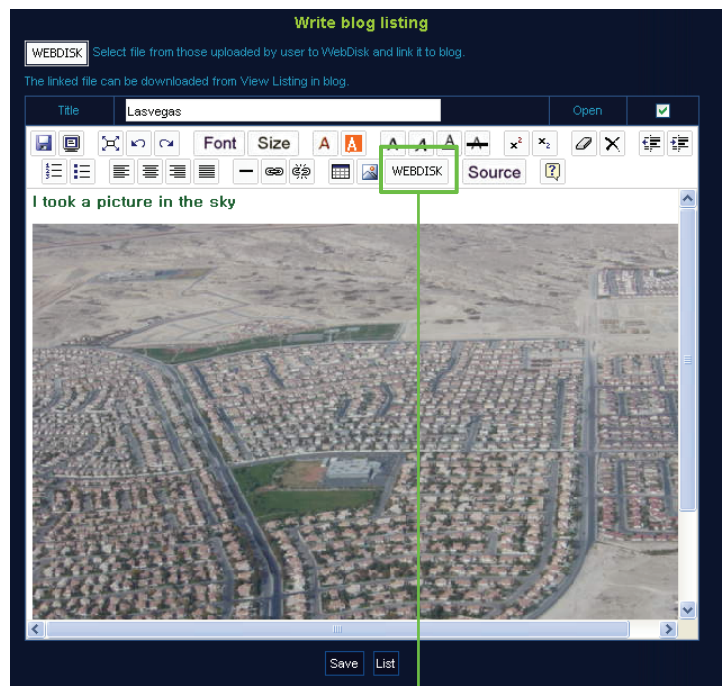 Write blog listing
WEBDISK Select file from those uploaded by user to WebDisk and link it to blog.
The linked file can be downloaded from View Listing in blog.
Title Lasvegas Open
Font Size A A A A A A x² x₂
WEBDISK Source ?
I took a picture in the sky
Save List